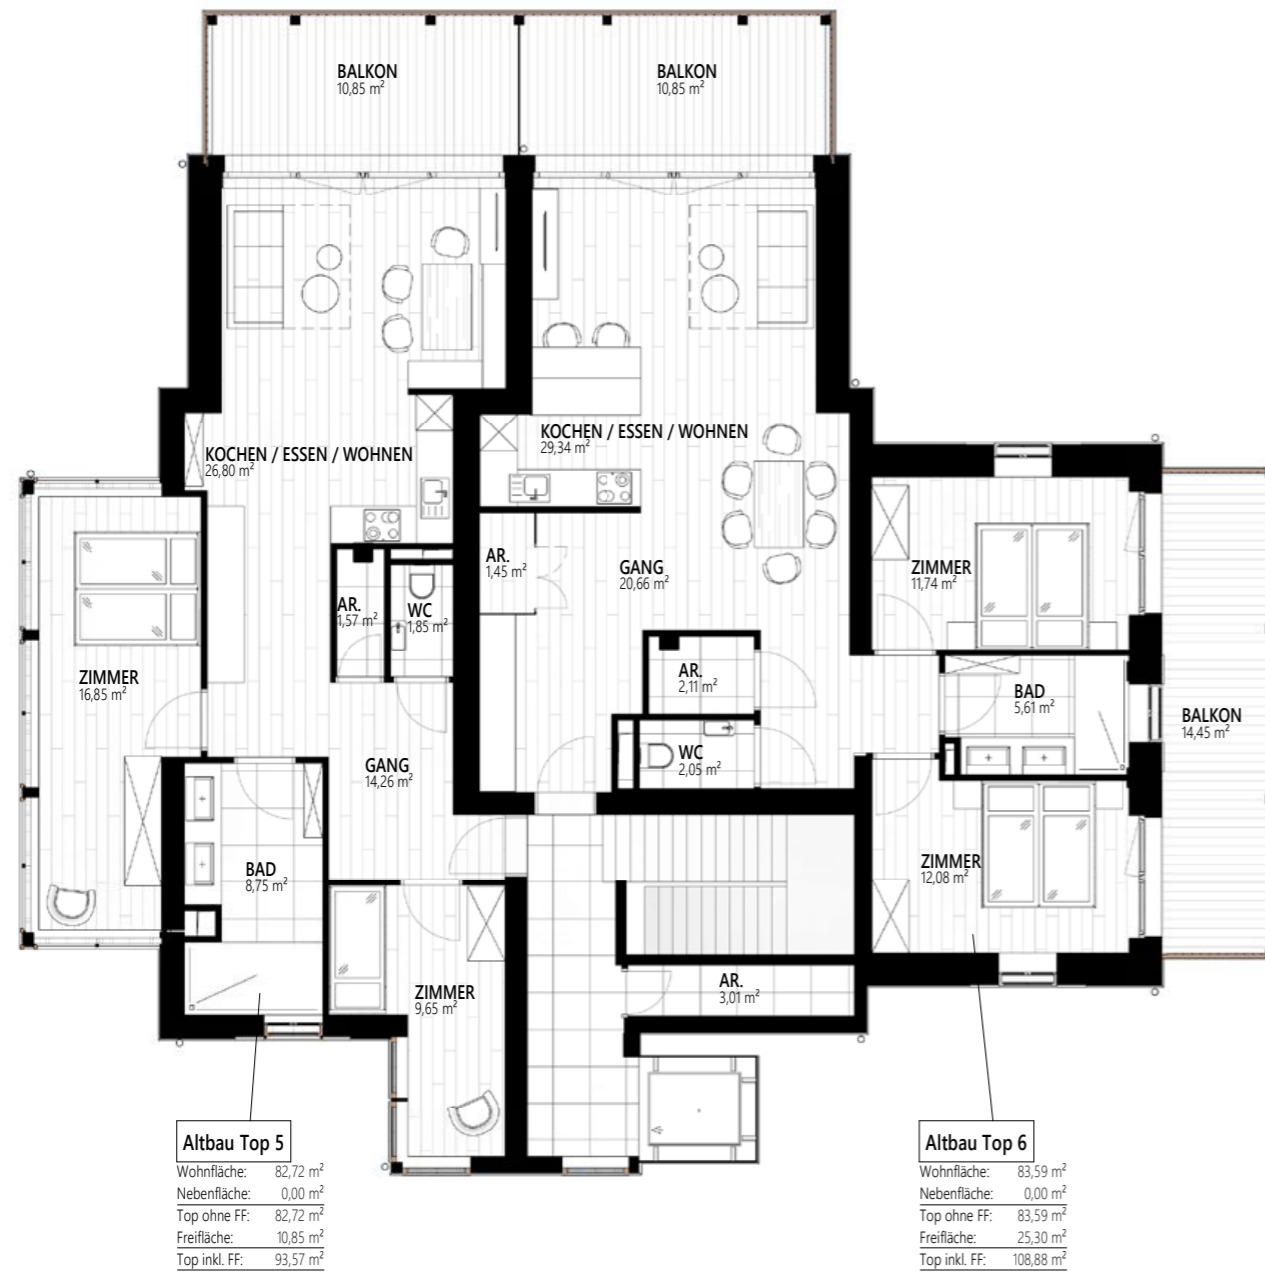 BALKON
10,85 m²
BALKON
10,85 m²
KOCHEN / ESSEN / WOHNEN
26,80 m²
KOCHEN / ESSEN / WOHNEN
29,34 m²
AR.
1,45 m²
GANG
20,66 m²
ZIMMER
11,74 m²
AR.
1,57 m²
WC
1,85 m²
ZIMMER
16,85 m²
AR.
2,11 m²
BAD
5,61 m²
BALKON
14,45 m²
WC
2,05 m²
GANG
14,26 m²
BAD
8,75 m²
ZIMMER
12,08 m²
ZIMMER
9,65 m²
AR.
3,01 m²
Altbau Top 5
Wohnfläche: 82,72 m²
Nebenfläche: 0,00 m²
Top ohne FF: 82,72 m²
Freifläche: 10,85 m²
Top inkl. FF: 93,57 m²
Altbau Top 6
Wohnfläche: 83,59 m²
Nebenfläche: 0,00 m²
Top ohne FF: 83,59 m²
Freifläche: 25,30 m²
Top inkl. FF: 108,88 m²